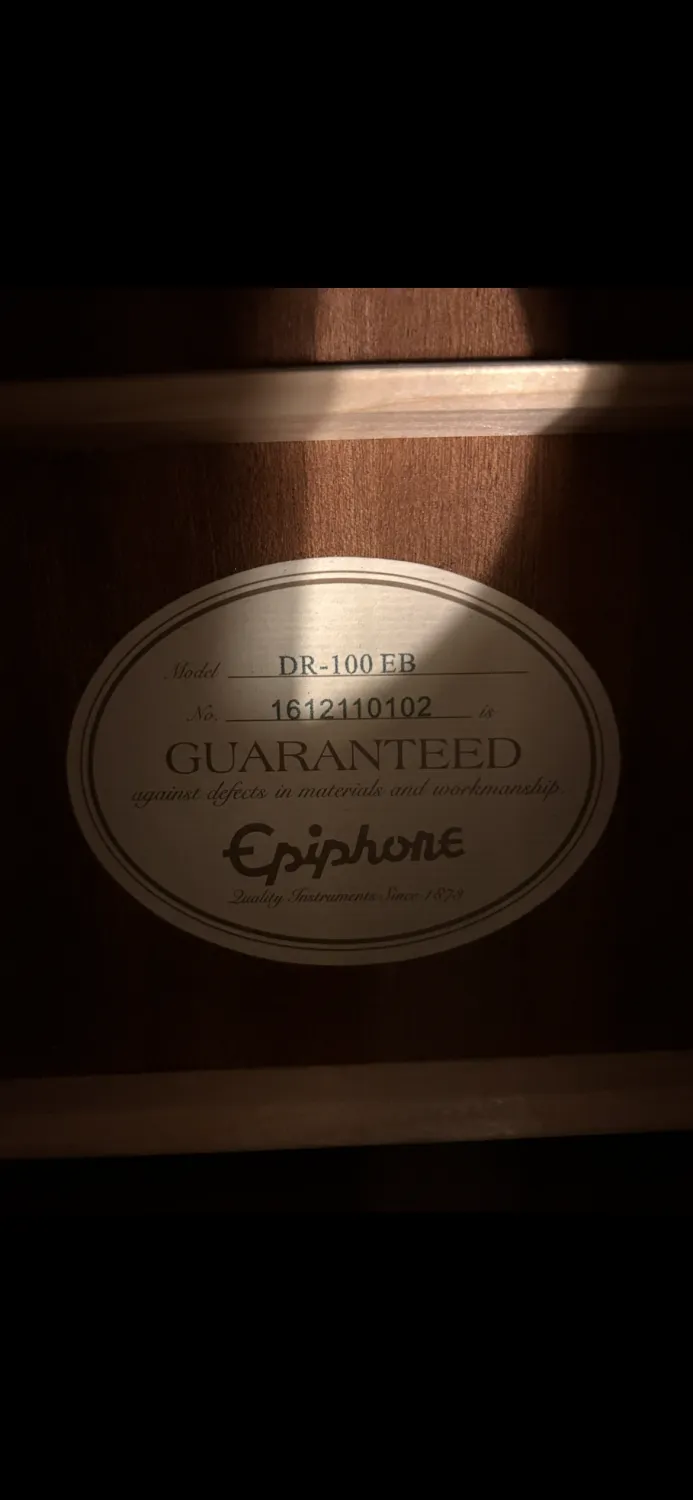 Model DR-100 EB
No. 1612110102 is
GUARANTEED
against defects in materials and workmanship
Epiphone
Quality Instruments Since 1873